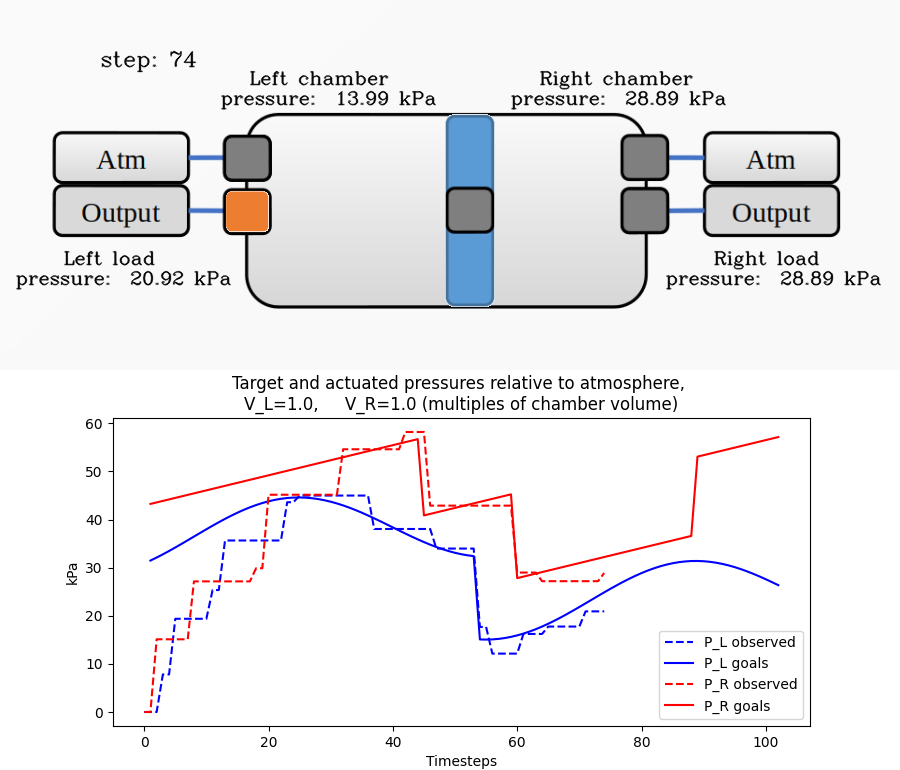 step: 74
Left chamber
pressure: 13.99 kPa
Right chamber
pressure: 28.89 kPa
Atm
Output
Atm
Output
Left load
pressure: 20.92 kPa
Right load
pressure: 28.89 kPa
Target and actuated pressures relative to atmosphere,
V_L=1.0, V_R=1.0 (multiples of chamber volume)
60
50
40
30
20
10
0
kPa
P_L observed
P_L goals
P_R observed
P_R goals
0 20 40 60 80 100
Timesteps